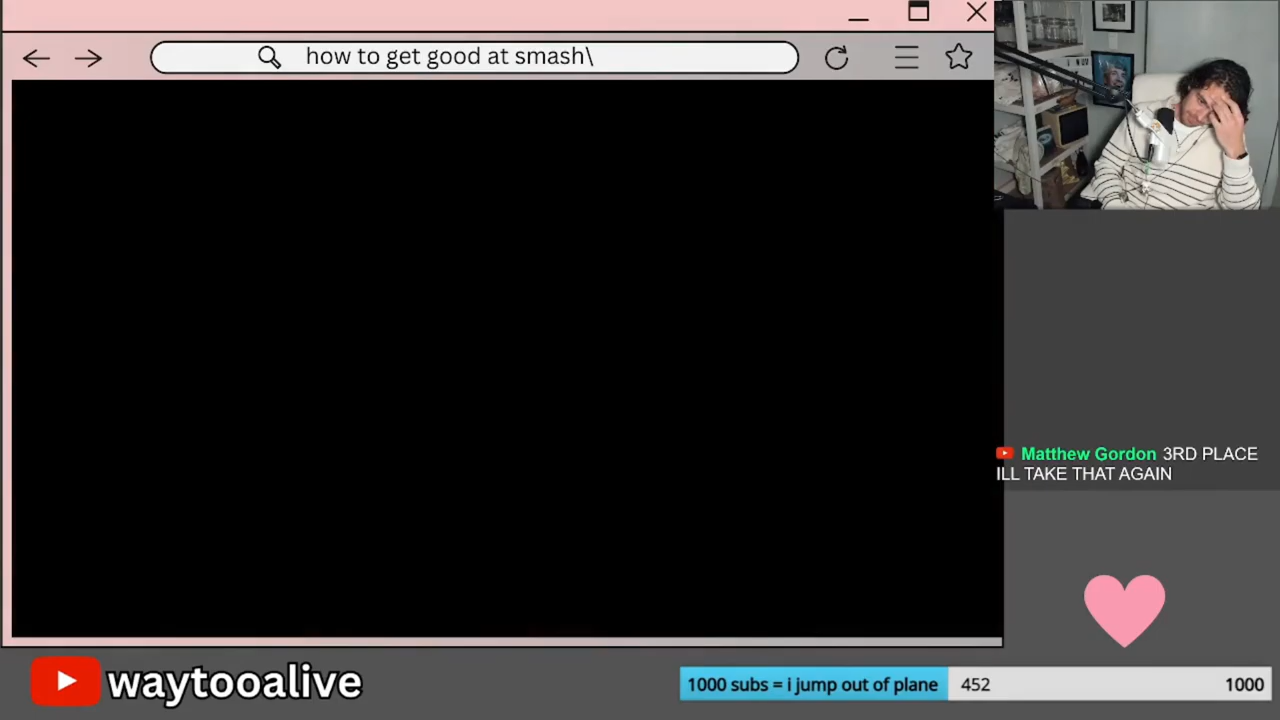 how to get good at smash\
Matthew Gordon 3RD PLACE
ILL TAKE THAT AGAIN
waytooalive
1000 subs = i jump out of plane 452 1000